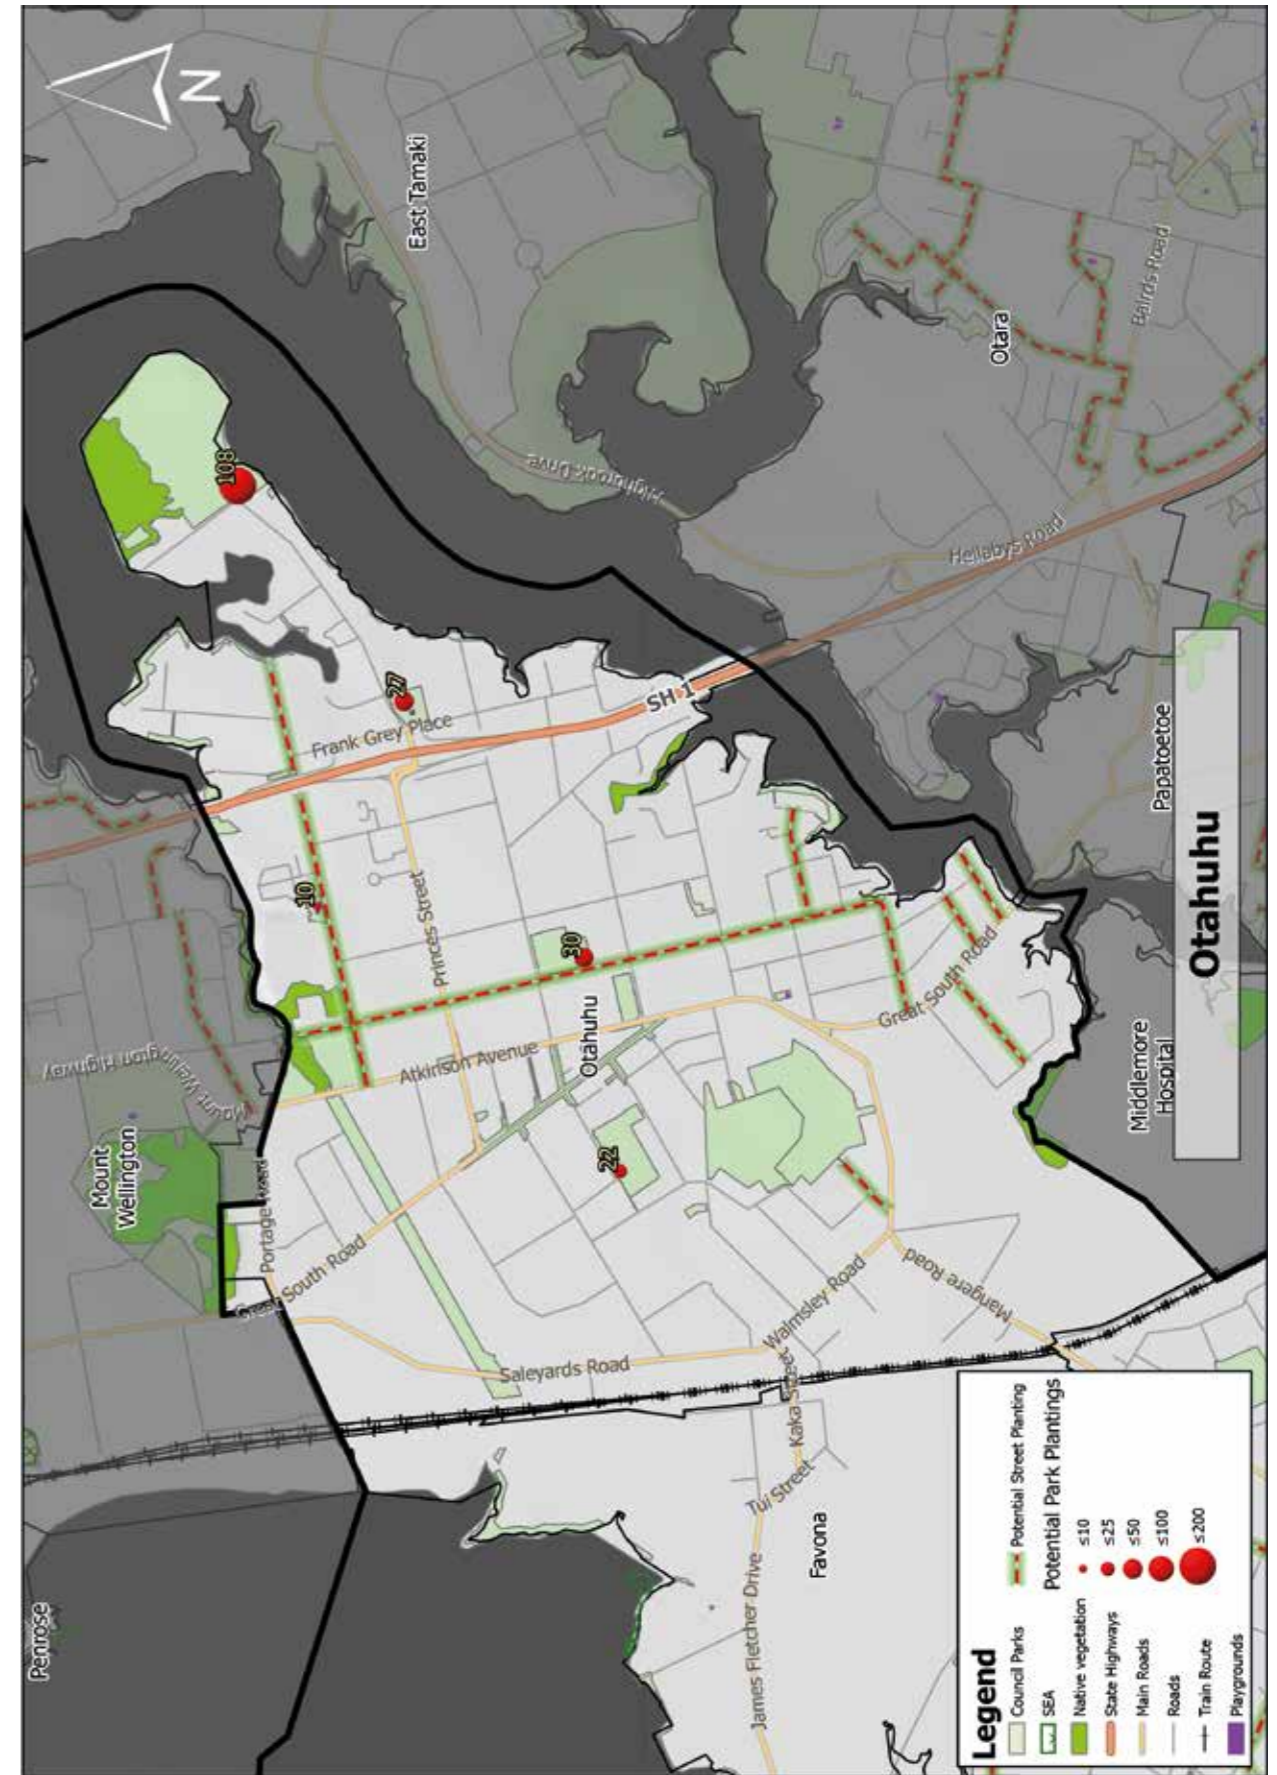 Penrose
Mount
Wellington
Mount Wellington Highway
Portage Road
Great South Road
Saleyards Road
Atkinson Avenue
Princes Street
Frank Grey Place
SH 1
East Tamaki
Highbrook Drive
Otara
Bairds Road
Hellabys Road
Papatoetoe
Middlemore
Hospital
Great South Road
Otahuhu
Walmsley Road
Mangere Road
Kaka Street
Tui Street
James Fletcher Drive
Favona
108
27
10
30
22
N
Otahuhu
Legend
Council Parks
SEA
Native vegetation
State Highways
Main Roads
Roads
Train Route
Playgrounds
Potential Street Planting
Potential Park Plantings
≤10
≤25
≤50
≤100
≤200